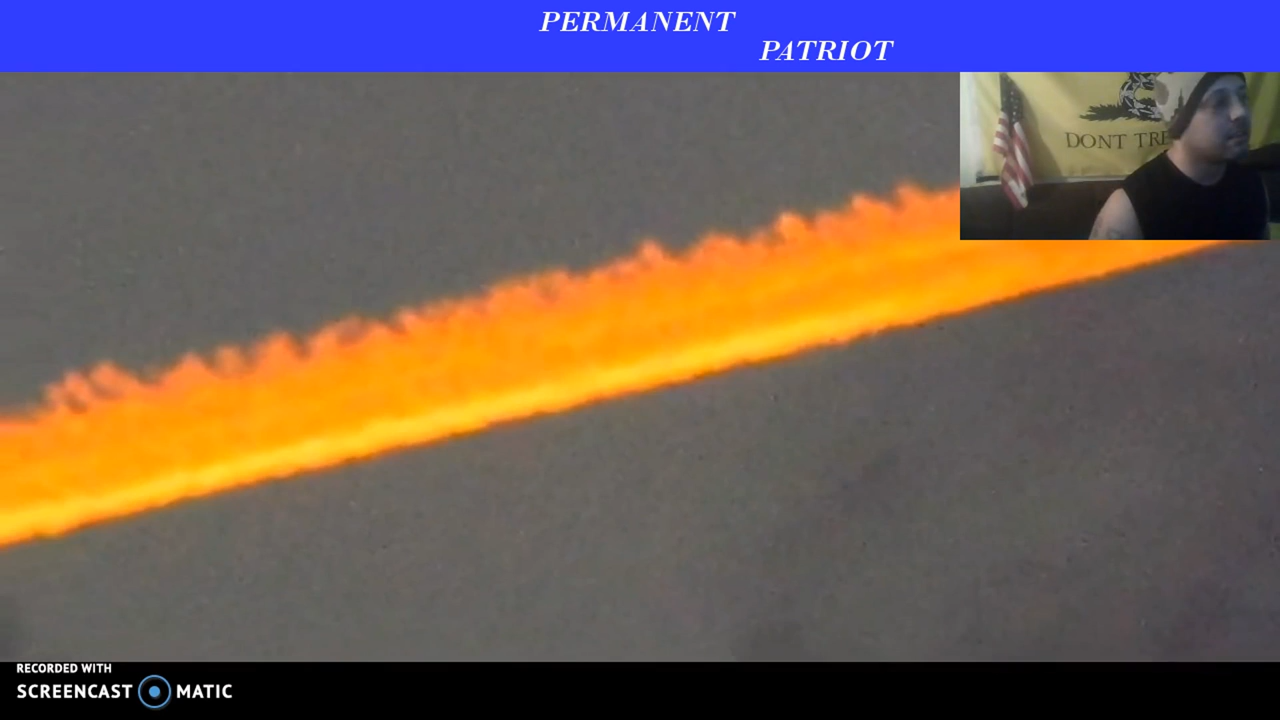 PERMANENT
PATRIOT
DONT TRE
RECORDED WITH
SCREENCAST MATIC